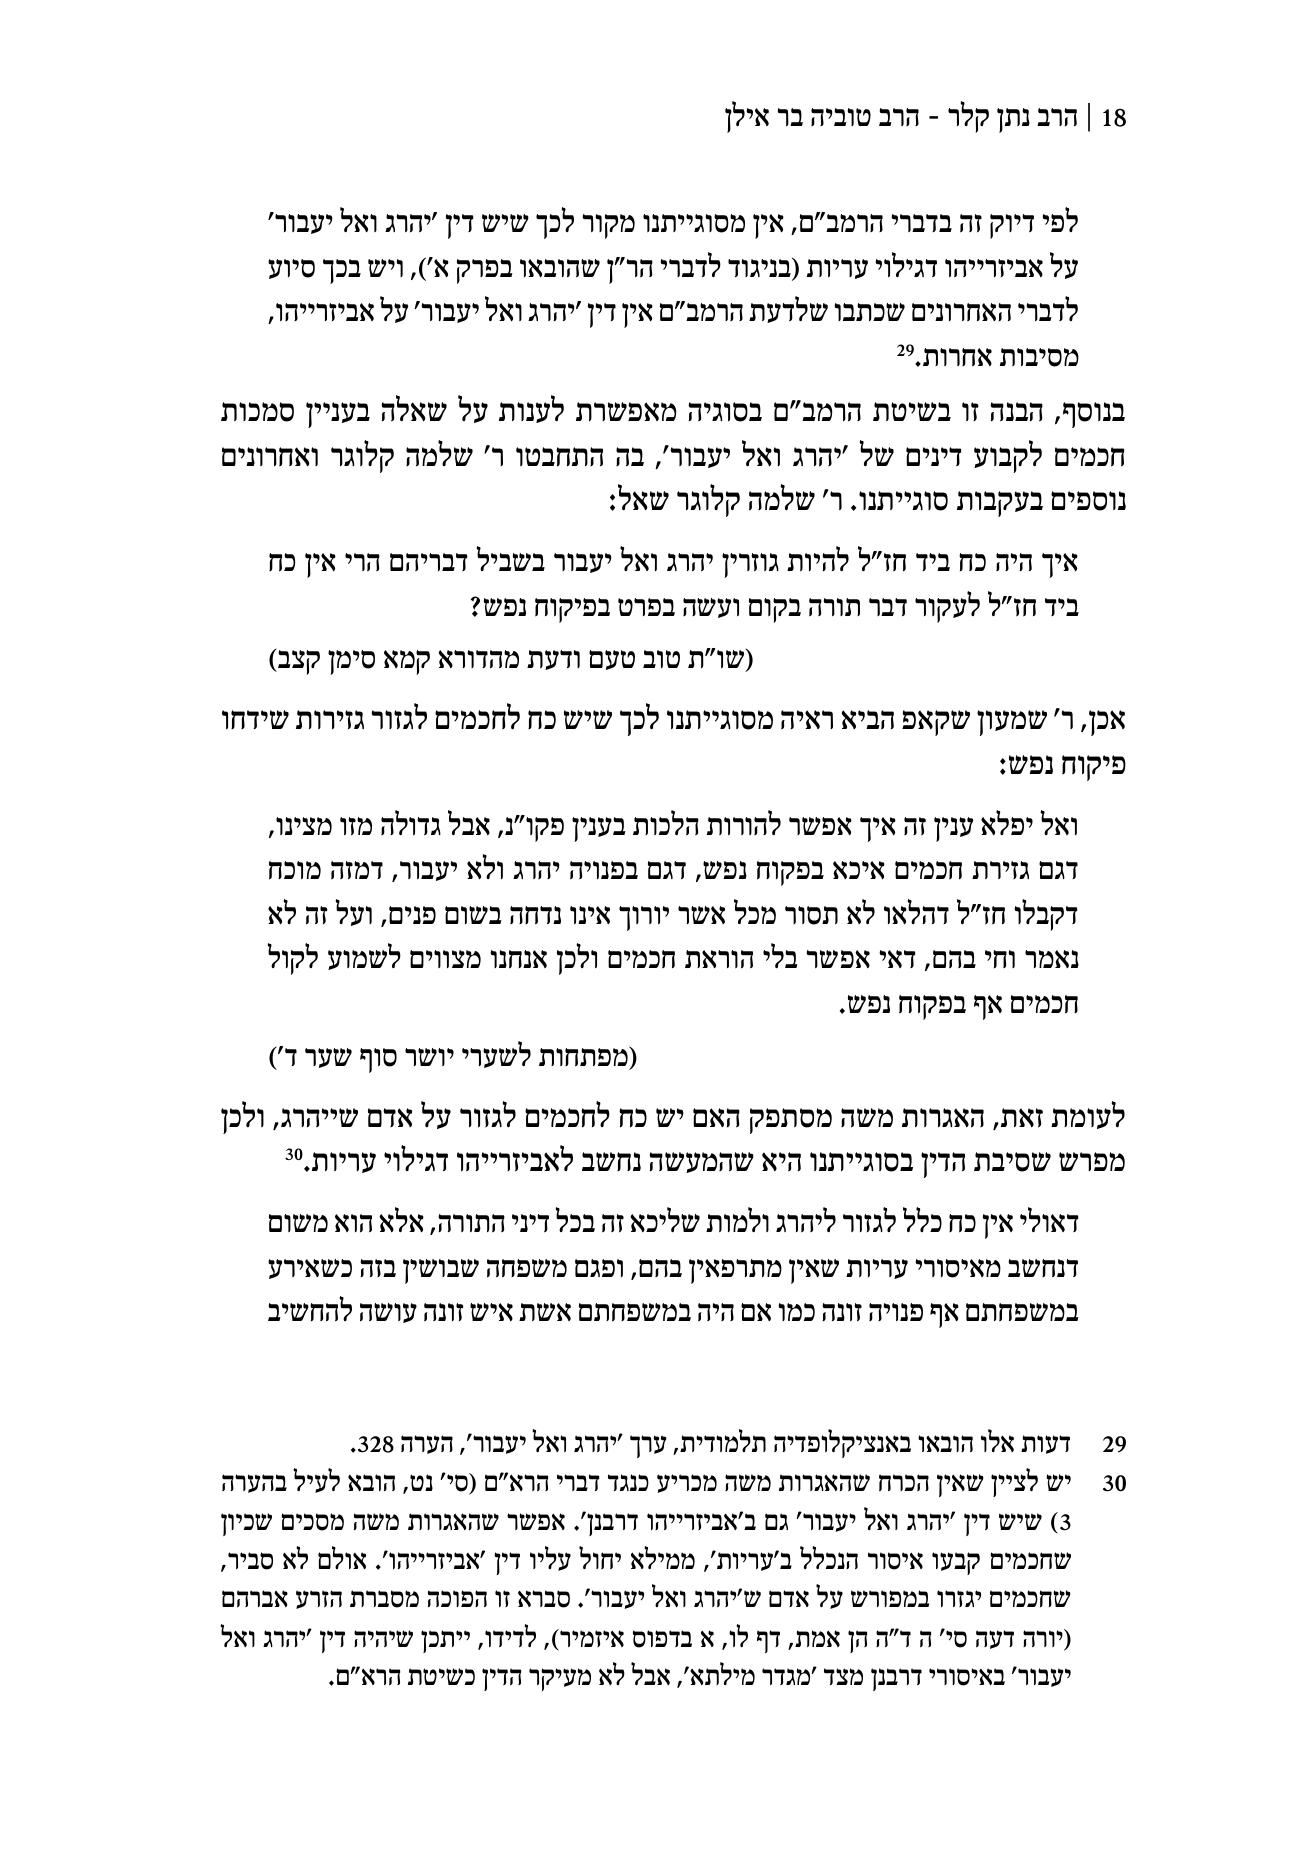 18 | הרב נתן קלר - הרב טוביה בר אילן
לפי דיוק זה בדברי הרמב"ם, אין מסוגייתנו מקור לכך שיש דין 'יהרג ואל יעבור'
על אביזרייהו דגילוי עריות (בניגוד לדברי הר"ן שהובאו בפרק א'), ויש בכך סיוע
לדברי האחרונים שכתבו שלדעת הרמב"ם אין דין 'יהרג ואל יעבור' על אביזרייהו,
מסיבות אחרות.29
בנוסף, הבנה זו בשיטת הרמב"ם בסוגיה מאפשרת לענות על שאלה בעניין סמכות
חכמים לקבוע דינים של 'יהרג ואל יעבור', בה התחבטו ר' שלמה קלוגר ואחרונים
נוספים בעקבות סוגייתנו. ר' שלמה קלוגר שאל:
איך היה כח ביד חז"ל להיות גוזרין יהרג ואל יעבור בשביל דבריהם הרי אין כח
ביד חז"ל לעקור דבר תורה בקום ועשה בפרט בפיקוח נפש?
(שו"ת טוב טעם ודעת מהדורא קמא סימן קצב)
אכן, ר' שמעון שקאפ הביא ראיה מסוגייתנו לכך שיש כח לחכמים לגזור גזירות שידחו
פיקוח נפש:
ואל יפלא ענין זה איך אפשר להורות הלכות בענין פקו"נ, אבל גדולה מזו מצינו,
דגם גזירת חכמים איכא בפקוח נפש, דגם בפנויה יהרג ולא יעבור, דמזה מוכח
דקבלו חז"ל דהלאו לא תסור מכל אשר יורוך אינו נדחה בשום פנים, ועל זה לא
נאמר וחי בהם, דאי אפשר בלי הוראת חכמים ולכן אנחנו מצווים לשמוע לקול
חכמים אף בפקוח נפש.
(מפתחות לשערי יושר סוף שער ד')
לעומת זאת, האגרות משה מסתפק האם יש כח לחכמים לגזור על אדם שייהרג, ולכן
מפרש שסיבת הדין בסוגייתנו היא שהמעשה נחשב לאביזרייהו דגילוי עריות.30
דאולי אין כח כלל לגזור ליהרג ולמות שליכא זה בכל דיני התורה, אלא הוא משום
דנחשב מאיסורי עריות שאין מתרפאין בהם, ופגם משפחה שבושין בזה כשאירע
במשפחתם אף פנויה זונה כמו אם היה במשפחתם אשת איש זונה עושה להחשיב
29 דעות אלו הובאו באנציקלופדיה תלמודית, ערך 'יהרג ואל יעבור', הערה 328.
30 יש לציין שאין הכרח שהאגרות משה מכריע כנגד דברי הרא"ם (סי' נט, הובא לעיל בהערה
3) שיש דין 'יהרג ואל יעבור' גם ב'אביזרייהו דרבנן'. אפשר שהאגרות משה מסכים שכיון
שחכמים קבעו איסור הנכלל ב'עריות', ממילא יחול עליו דין 'אביזרייהו'. אולם לא סביר,
שחכמים יגזרו במפורש על אדם ש'יהרג ואל יעבור'. סברא זו הפוכה מסברת הזרע אברהם
(יורה דעה סי' ה ד"ה הן אמת, דף לו, א בדפוס איזמיר), לדידו, ייתכן שיהיה דין 'יהרג ואל
יעבור' באיסורי דרבנן מצד 'מגדר מילתא', אבל לא מעיקר הדין כשיטת הרא"ם.